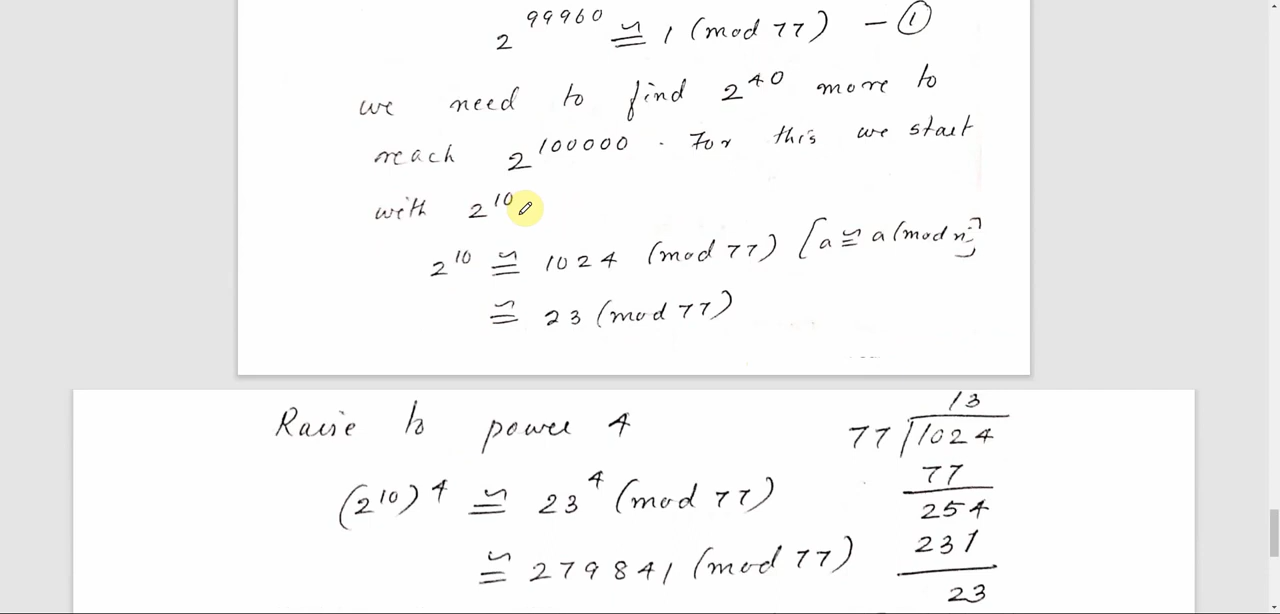 2^99960 ≅ 1 (mod 77) — ①
we need to find 2^40 more to
reach 2^100000 . For this we start
with 2^10
2^10 ≅ 1024 (mod 77) [a ≅ a (mod n)]
≅ 23 (mod 77)
Raise to power 4
(2^10)^4 ≅ 23^4 (mod 77)
≅ 279841 (mod 77)
13
77 1024
77
254
231
23